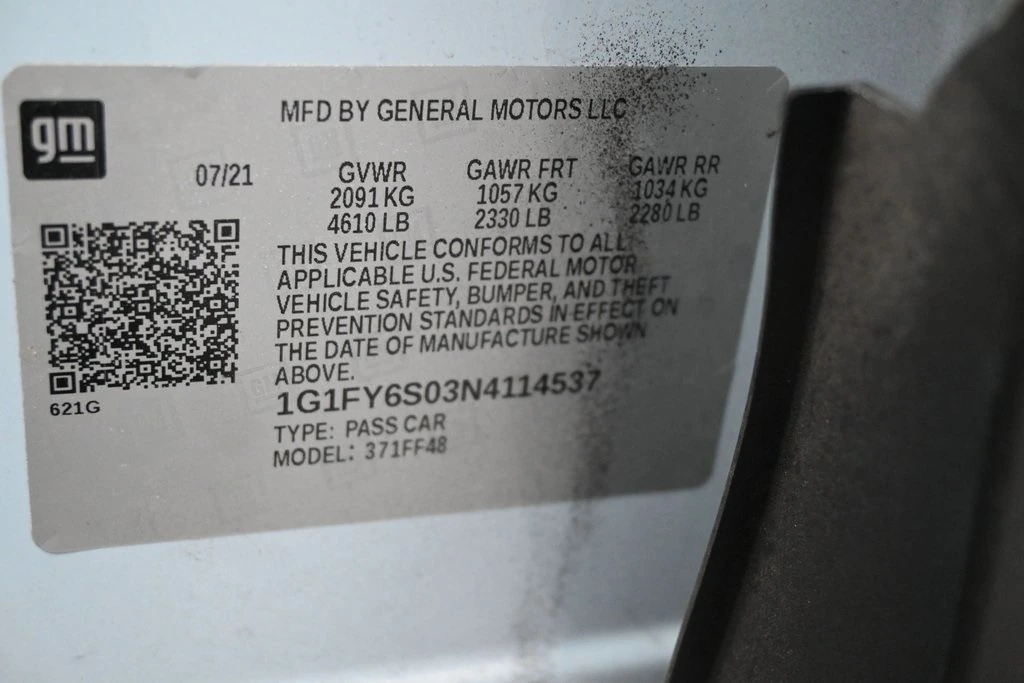 gm
MFD BY GENERAL MOTORS LLC
07/21 GVWR GAWR FRT GAWR RR
2091 KG 1057 KG 1034 KG
4610 LB 2330 LB 2280 LB
THIS VEHICLE CONFORMS TO ALL
APPLICABLE U.S. FEDERAL MOTOR
VEHICLE SAFETY, BUMPER, AND THEFT
PREVENTION STANDARDS IN EFFECT ON
THE DATE OF MANUFACTURE SHOWN
ABOVE.
621G
1G1FY6S03N4114537
TYPE: PASS CAR
MODEL: 371FF48